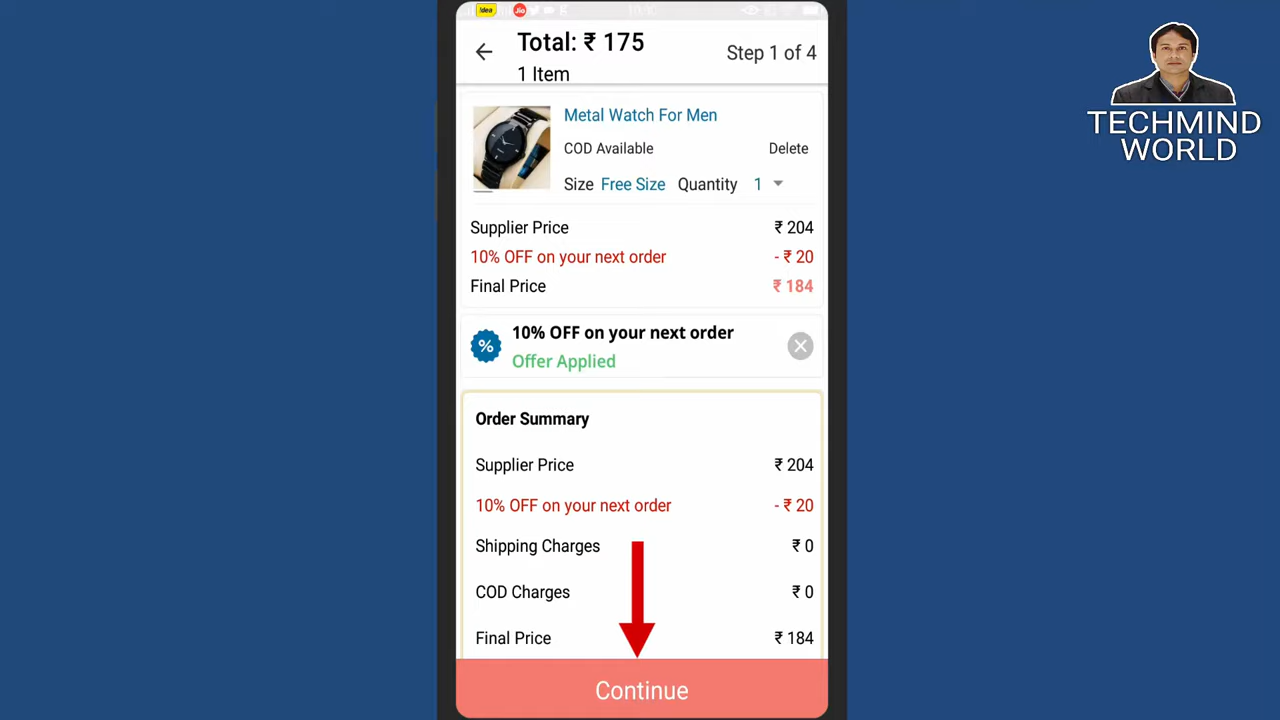 idea
Jio
Total: ₹ 175
1 Item
Step 1 of 4
TECHMIND
WORLD
Metal Watch For Men
COD Available
Delete
Size Free Size Quantity 1
Supplier Price ₹ 204
10% OFF on your next order - ₹ 20
Final Price ₹ 184
%
10% OFF on your next order
Offer Applied
Order Summary
Supplier Price ₹ 204
10% OFF on your next order - ₹ 20
Shipping Charges ₹ 0
COD Charges ₹ 0
Final Price ₹ 184
Continue